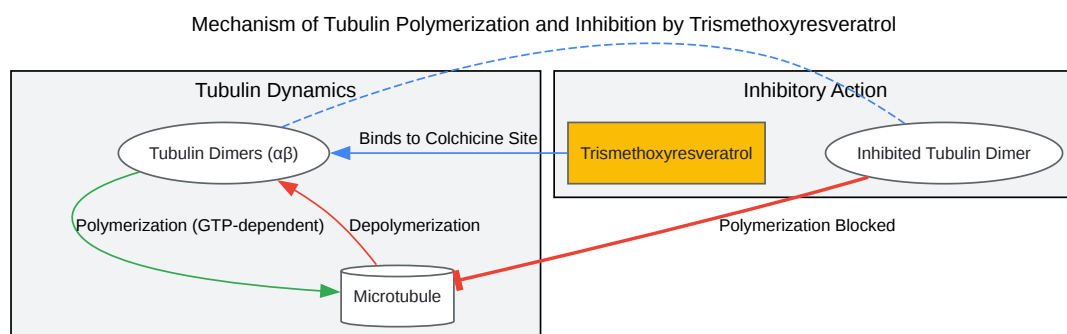 Mechanism of Tubulin Polymerization and Inhibition by Trismethoxyresveratrol
Tubulin Dynamics
Inhibitory Action
Binds to Colchicine Site
Tubulin Dimers (αβ)
Trismethoxyresveratrol
Inhibited Tubulin Dimer
Polymerization (GTP-dependent)
Depolymerization
Polymerization Blocked
Microtubule